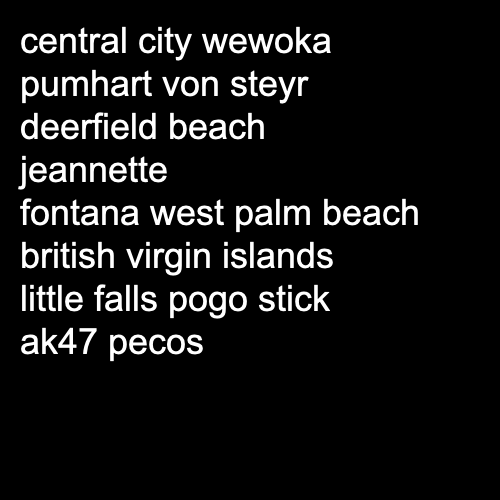 central city wewoka
pumhart von steyr
deerfield beach
jeannette
fontana west palm beach
british virgin islands
little falls pogo stick
ak47 pecos